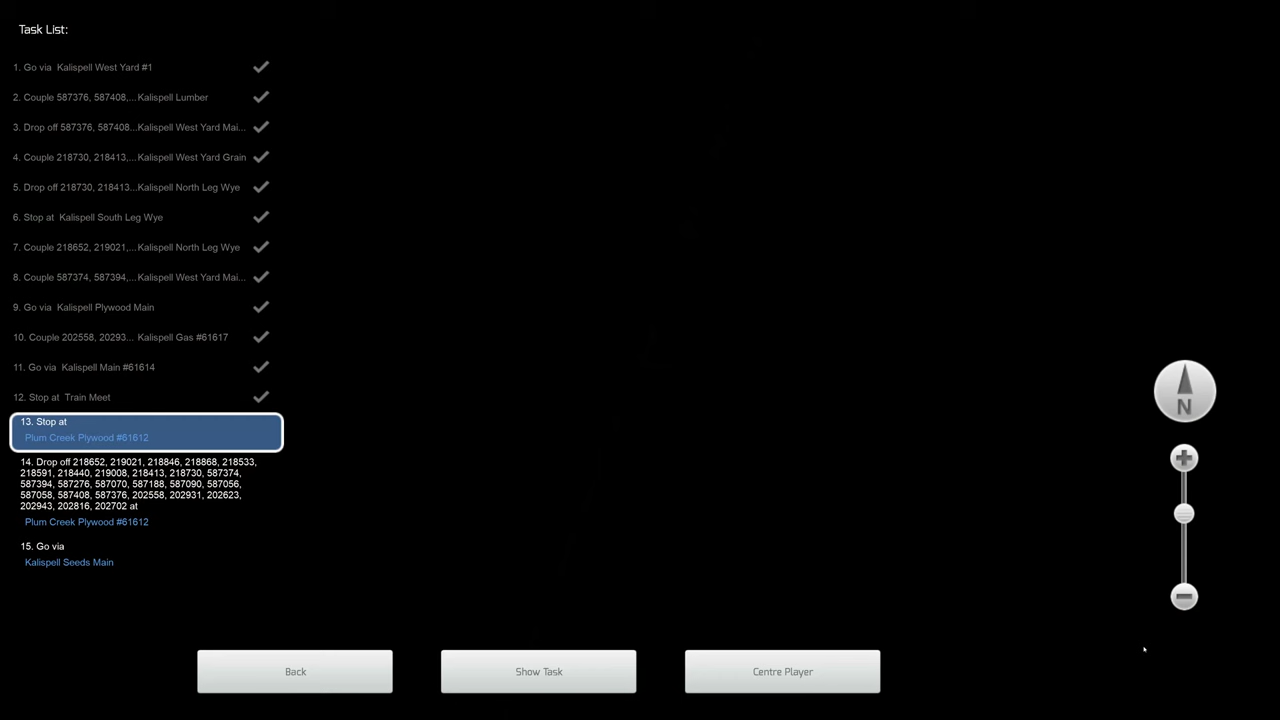 Task List:
1. Go via  Kalispell West Yard #1
2. Couple 587376, 587408,... Kalispell Lumber
3. Drop off 587376, 587408... Kalispell West Yard Mai...
4. Couple 218730, 218413,... Kalispell West Yard Grain
5. Drop off 218730, 218413... Kalispell North Leg Wye
6. Stop at  Kalispell South Leg Wye
7. Couple 218652, 219021,... Kalispell North Leg Wye
8. Couple 587374, 587394,... Kalispell West Yard Mai...
9. Go via  Kalispell Plywood Main
10. Couple 202558, 20293... Kalispell Gas #61617
11. Go via  Kalispell Main #61614
12. Stop at  Train Meet
13. Stop at
Plum Creek Plywood #61612
14. Drop off 218652, 219021, 218846, 218868, 218533,
218591, 218440, 219008, 218413, 218730, 587374,
587394, 587276, 587070, 587188, 587090, 587056,
587058, 587408, 587376, 202558, 202931, 202623,
202943, 202816, 202702 at
Plum Creek Plywood #61612
15. Go via
Kalispell Seeds Main
N
Back
Show Task
Centre Player